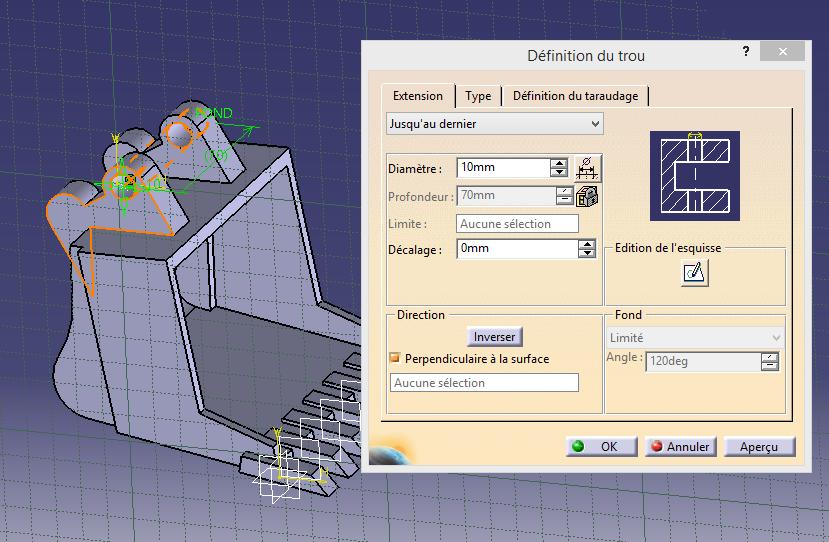 Définition du trou
?
Extension
Type
Définition du taraudage
Jusqu'au dernier
Diamètre :
10mm
Profondeur :
70mm
Limite :
Aucune sélection
Décalage :
0mm
Edition de l'esquisse
Direction
Inverser
Perpendiculaire à la surface
Aucune sélection
Fond
Limité
Angle :
120deg
OK
Annuler
Aperçu
Y
Y